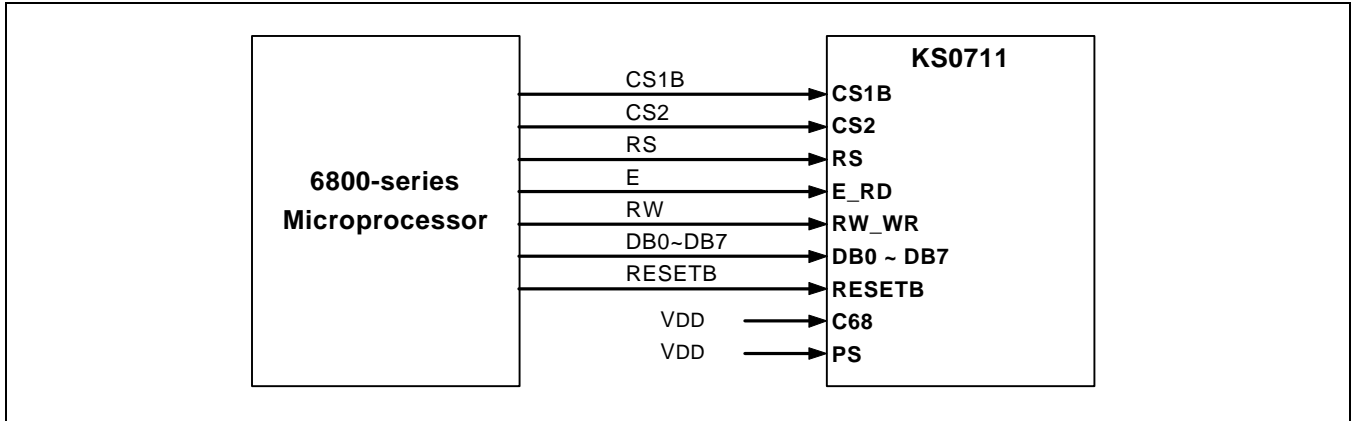 KS0711
CS1B
CS1B
CS2
CS2
RS
RS
6800-series
Microprocessor
E
E_RD
RW
RW_WR
DB0~DB7
DB0 ~ DB7
RESETB
RESETB
VDD
C68
VDD
PS